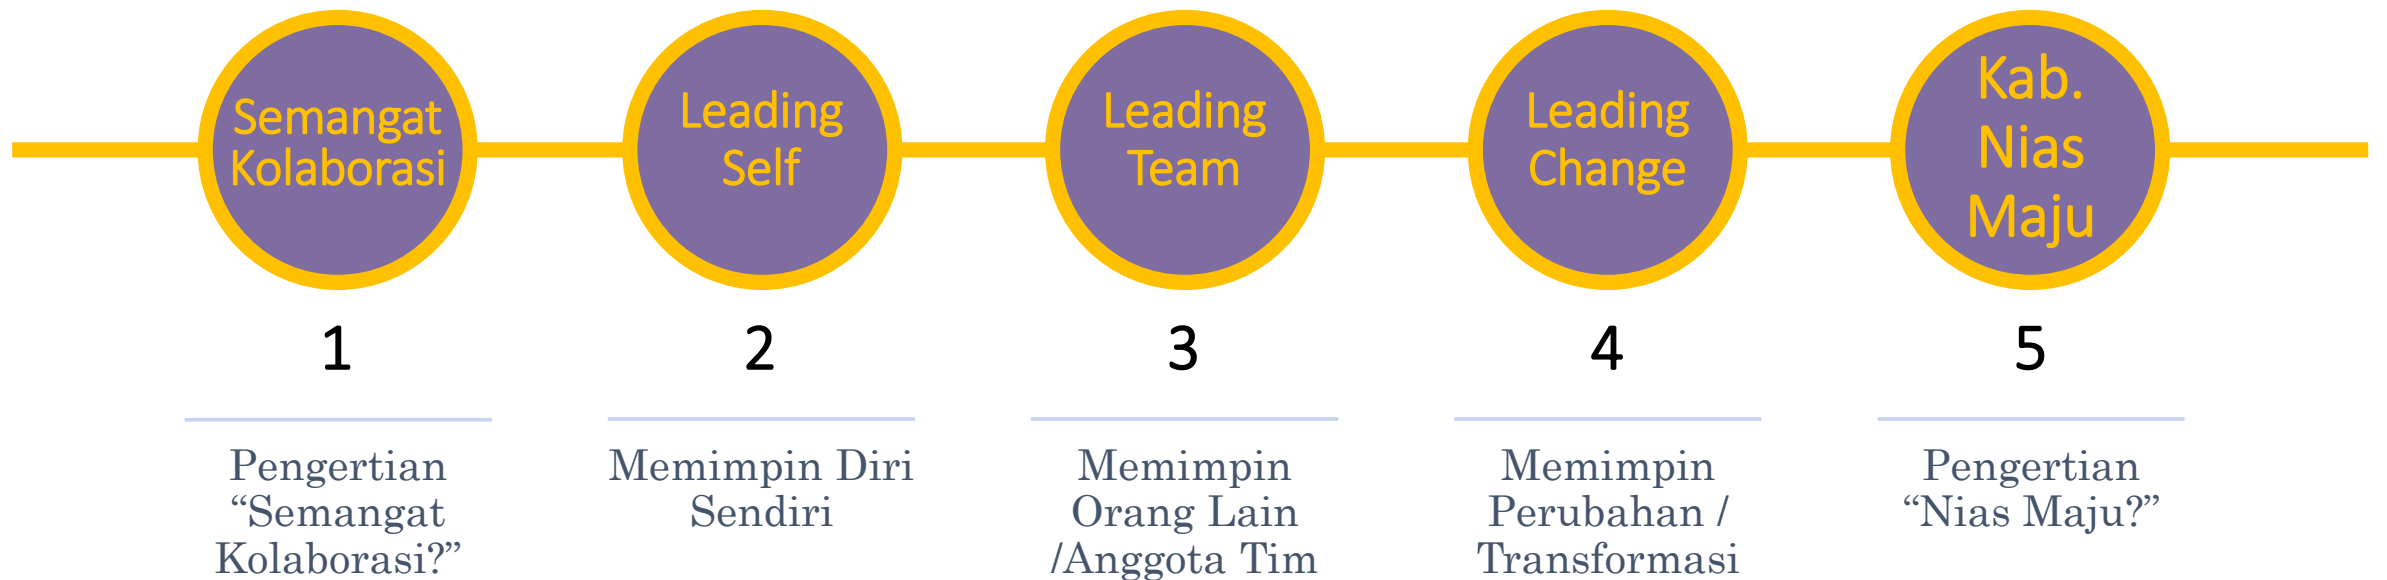 Semangat
Kolaborasi
Leading
Self
Leading
Team
Leading
Change
Kab.
Nias
Maju
1
2
3
4
5
Pengertian
“Semangat
Kolaborasi?”
Memimpin Diri
Sendiri
Memimpin
Orang Lain
/Anggota Tim
Memimpin
Perubahan /
Transformasi
Pengertian
“Nias Maju?”